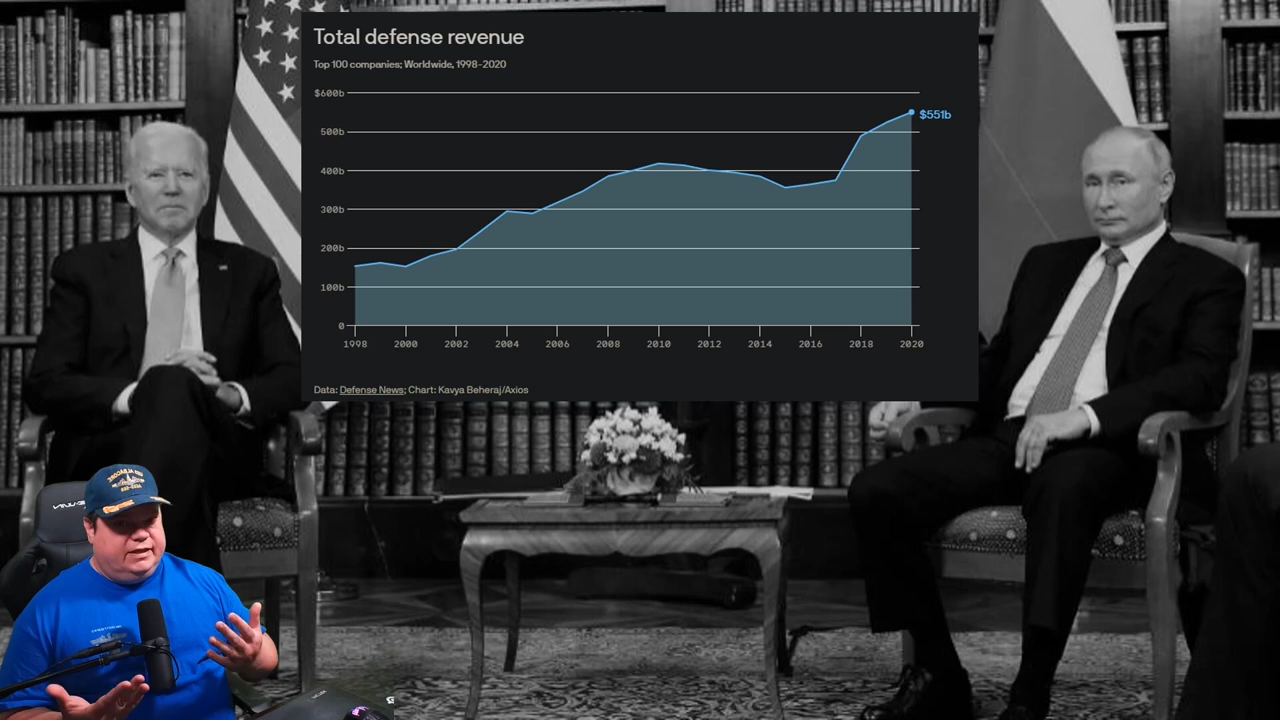 Total defense revenue
Top 100 companies; Worldwide, 1998-2020
$600b
$551b
500b
400b
300b
200b
100b
0
1998 2000 2002 2004 2006 2008 2010 2012 2014 2016 2018 2020
Data: Defense News; Chart: Kavya Beheraj/Axios